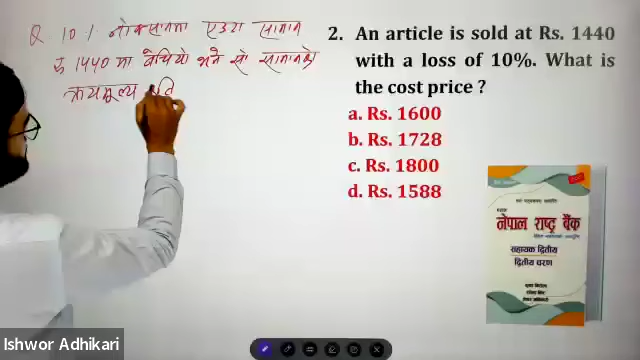 Q 10% नोक्सानमा एउटा सामान
रु 1440 मा बेचियो भने सो सामानको
क्रयमूल्य कति
2. An article is sold at Rs. 1440
with a loss of 10%. What is
the cost price ?
a. Rs. 1600
b. Rs. 1728
c. Rs. 1800
d. Rs. 1588
नेपाल राष्ट्र बैंक
सहायक द्वितीय
द्वितीय चरण
Ishwor Adhikari